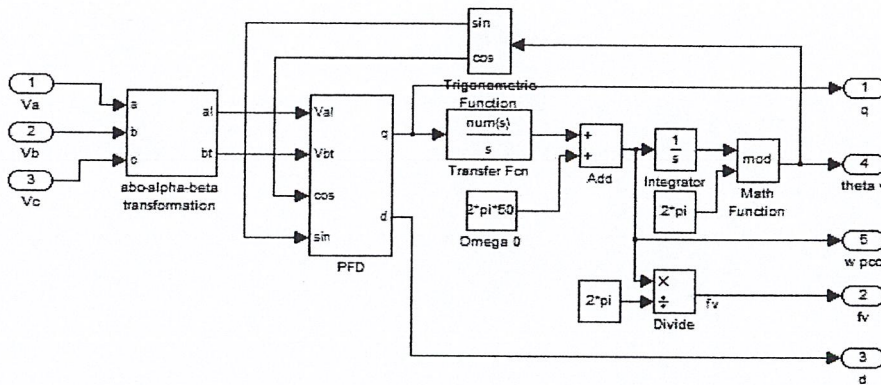 sin
cos
Trigonometric
Function
1
Va
2
Vb
3
Vc
a
b
c
al
bt
abc-alpha-beta
transformation
Val
Vbt
cos
sin
q
d
PFD
num(s)
s
Transfer Fcn
2*pi*50
Omega 0
+
+
Add
1
s
Integrator
2*pi
mod
Math
Function
2*pi
×
÷
Divide
fv
1
q
4
theta v
5
w pcc
2
fv
3
d